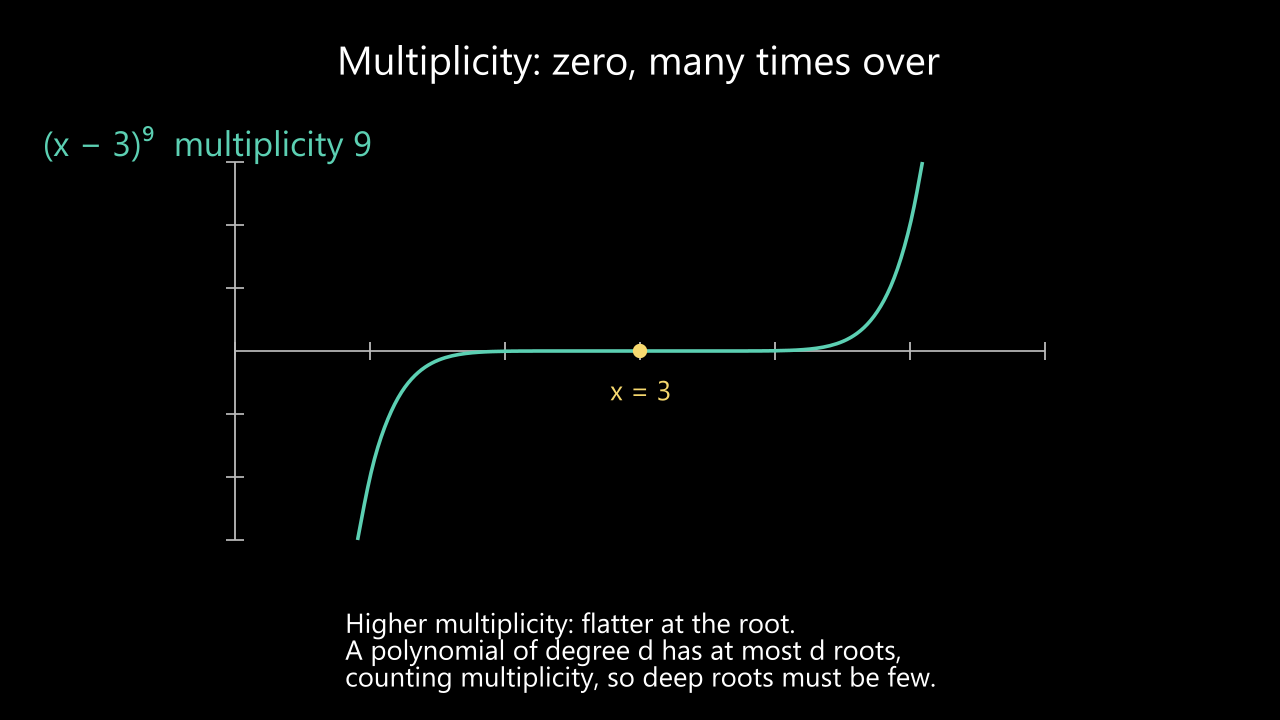 Multiplicity: zero, many times over
(x − 3)⁹ multiplicity 9
x = 3
Higher multiplicity: flatter at the root.
A polynomial of degree d has at most d roots,
counting multiplicity, so deep roots must be few.